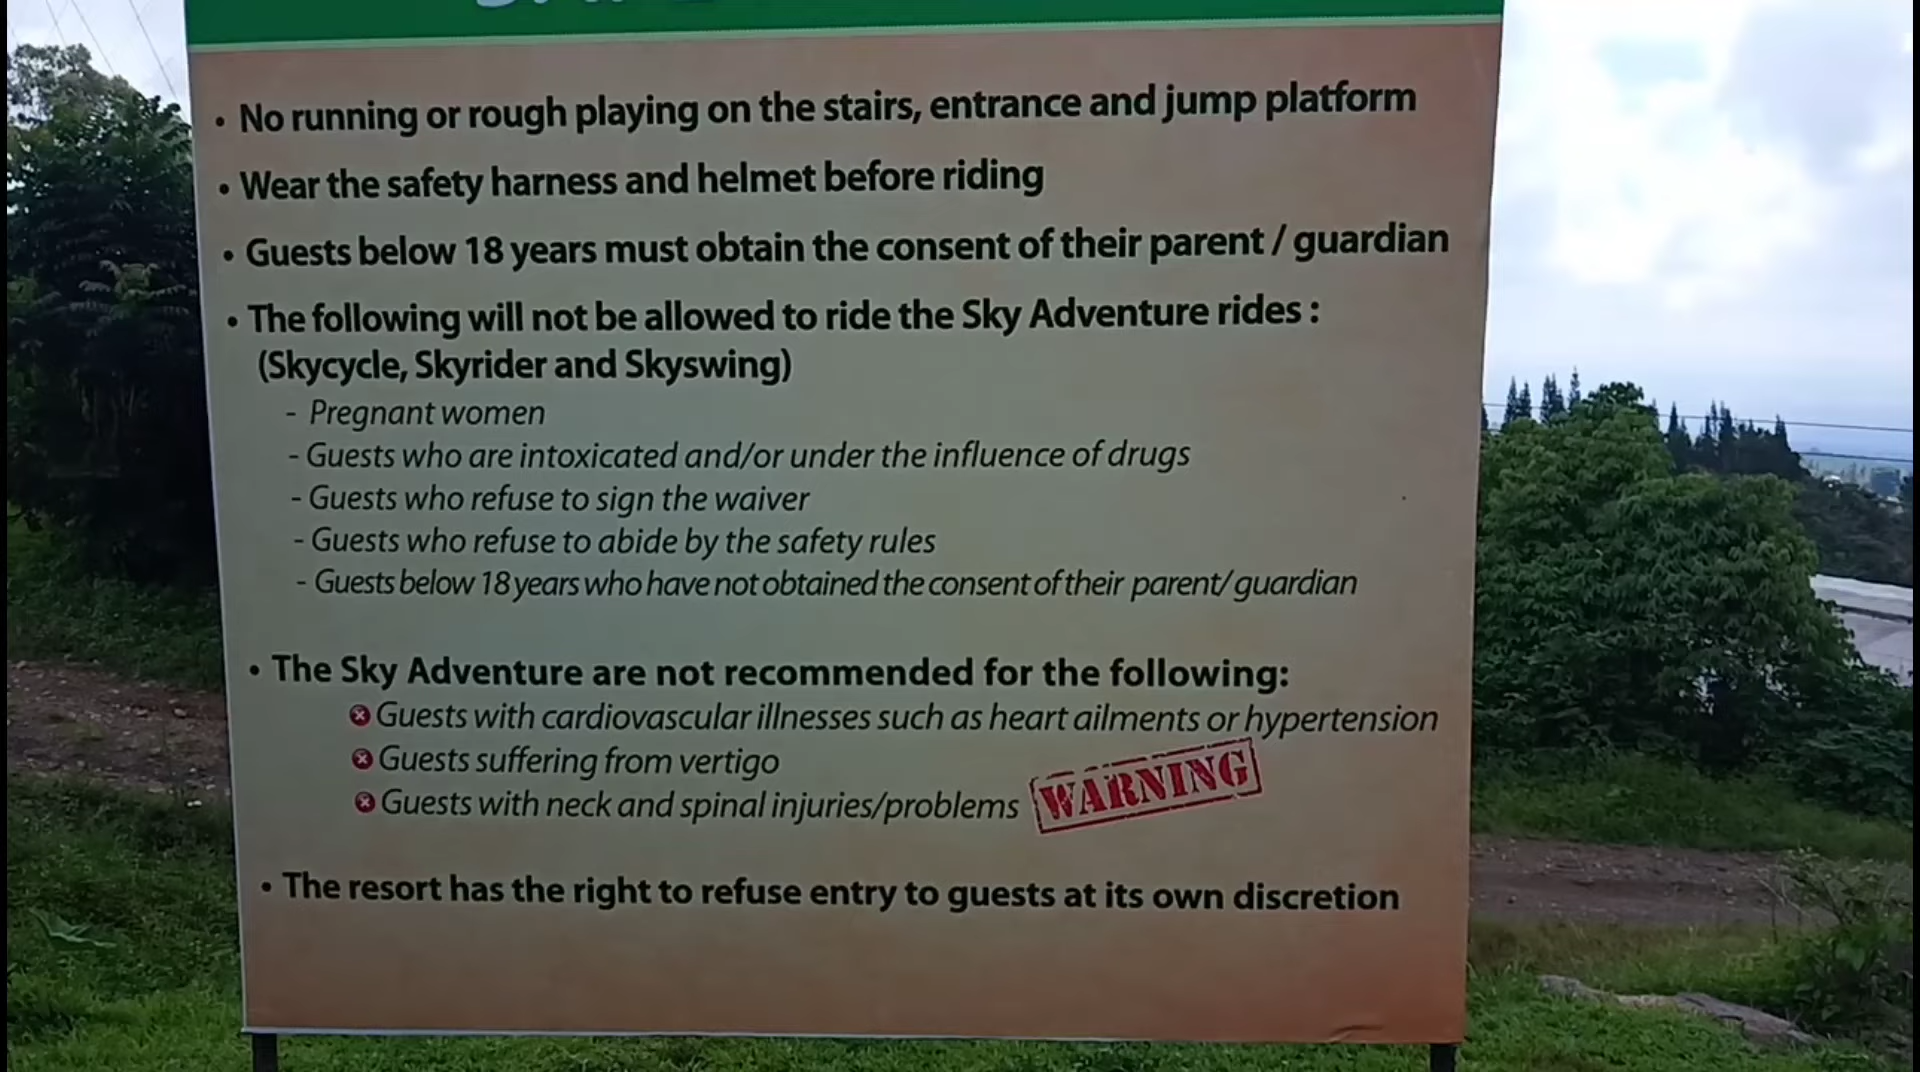 • No running or rough playing on the stairs, entrance and jump platform
• Wear the safety harness and helmet before riding
• Guests below 18 years must obtain the consent of their parent / guardian
• The following will not be allowed to ride the Sky Adventure rides :
(Skycycle, Skyrider and Skyswing)
- Pregnant women
- Guests who are intoxicated and/or under the influence of drugs
- Guests who refuse to sign the waiver
- Guests who refuse to abide by the safety rules
- Guests below 18 years who have not obtained the consent of their parent/ guardian
• The Sky Adventure are not recommended for the following:
Guests with cardiovascular illnesses such as heart ailments or hypertension
Guests suffering from vertigo
Guests with neck and spinal injuries/problems
WARNING
• The resort has the right to refuse entry to guests at its own discretion